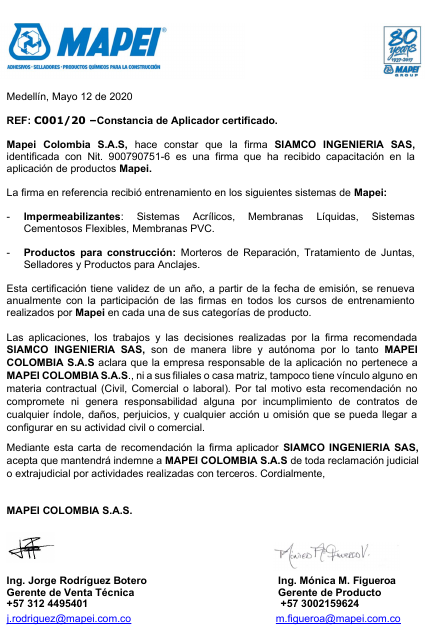 MAPEI®
ADHESIVOS - SELLADORES - PRODUCTOS QUÍMICOS PARA LA CONSTRUCCIÓN
80
years
1937-2017
MAPEI
GROUP
Medellín, Mayo 12 de 2020
REF: C001/20 –Constancia de Aplicador certificado.
Mapei Colombia S.A.S, hace constar que la firma SIAMCO INGENIERIA SAS,
identificada con Nit. 900790751-6 es una firma que ha recibido capacitación en la
aplicación de productos Mapei.
La firma en referencia recibió entrenamiento en los siguientes sistemas de Mapei:
- Impermeabilizantes: Sistemas Acrílicos, Membranas Líquidas, Sistemas
Cementosos Flexibles, Membranas PVC.
- Productos para construcción: Morteros de Reparación, Tratamiento de Juntas,
Selladores y Productos para Anclajes.
Esta certificación tiene validez de un año, a partir de la fecha de emisión, se renueva
anualmente con la participación de las firmas en todos los cursos de entrenamiento
realizados por Mapei en cada una de sus categorías de producto.
Las aplicaciones, los trabajos y las decisiones realizadas por la firma recomendada
SIAMCO INGENIERIA SAS, son de manera libre y autónoma por lo tanto MAPEI
COLOMBIA S.A.S aclara que la empresa responsable de la aplicación no pertenece a
MAPEI COLOMBIA S.A.S., ni a sus filiales o casa matriz, tampoco tiene vínculo alguno en
materia contractual (Civil, Comercial o laboral). Por tal motivo esta recomendación no
compromete ni genera responsabilidad alguna por incumplimiento de contratos de
cualquier índole, daños, perjuicios, y cualquier acción u omisión que se pueda llegar a
configurar en su actividad civil o comercial.
Mediante esta carta de recomendación la firma aplicador SIAMCO INGENIERIA SAS,
acepta que mantendrá indemne a MAPEI COLOMBIA S.A.S de toda reclamación judicial
o extrajudicial por actividades realizadas con terceros. Cordialmente,
MAPEI COLOMBIA S.A.S.
Ing. Jorge Rodríguez Botero
Gerente de Venta Técnica
+57 312 4495401
j.rodriguez@mapei.com.co
Ing. Mónica M. Figueroa
Gerente de Producto
+57 3002159624
m.figueroa@mapei.com.co